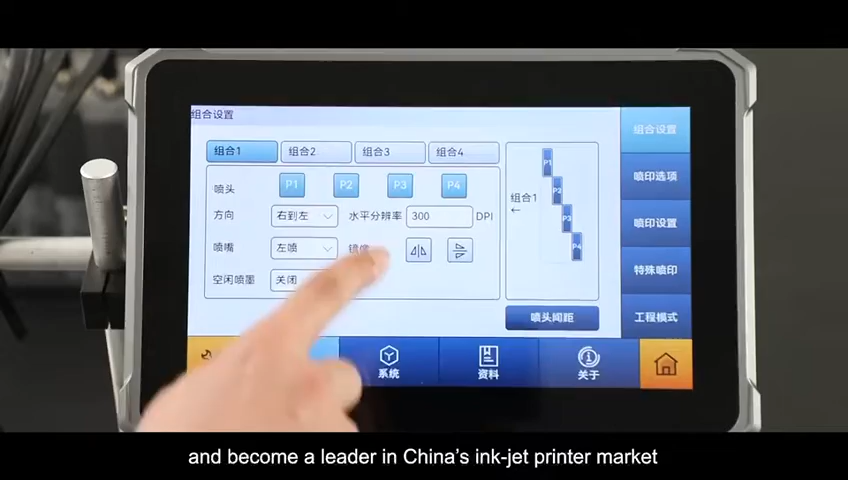 组合设置
组合1 组合2 组合3 组合4
喷头 P1 P2 P3 P4
方向 右到左 水平分辨率 300 DPI
喷嘴 左喷 镜像
空闲喷墨 关闭
组合1
←
P1
P2
P3
P4
喷头间距
组合设置
喷印选项
喷印设置
特殊喷印
工程模式
系统
资料
关于
and become a leader in China's ink-jet printer market